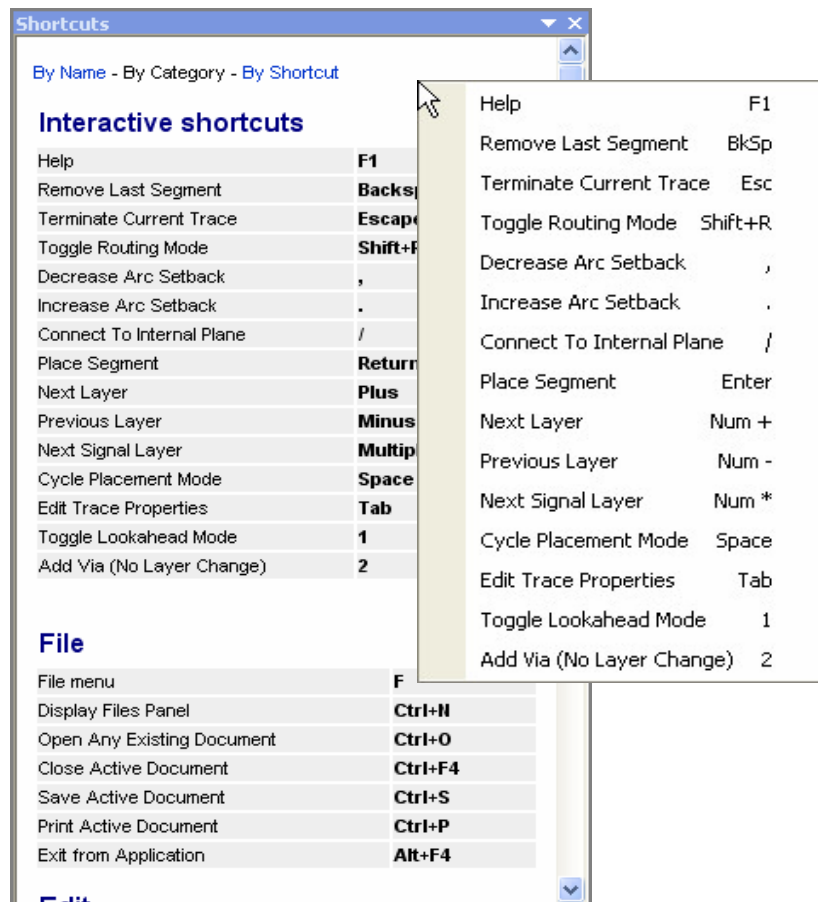 Shortcuts
By Name - By Category - By Shortcut
Interactive shortcuts
Help F1
Remove Last Segment
Terminate Current Trace Escape
Toggle Routing Mode
Decrease Arc Setback ,
Increase Arc Setback .
Connect To Internal Plane /
Place Segment Return
Next Layer Plus
Previous Layer Minus
Next Signal Layer
Cycle Placement Mode Space
Edit Trace Properties Tab
Toggle Lookahead Mode 1
Add Via (No Layer Change) 2
File
File menu F
Display Files Panel Ctrl+N
Open Any Existing Document Ctrl+O
Close Active Document Ctrl+F4
Save Active Document Ctrl+S
Print Active Document Ctrl+P
Exit from Application Alt+F4
Edit
Help F1
Remove Last Segment BkSp
Terminate Current Trace Esc
Toggle Routing Mode Shift+R
Decrease Arc Setback ,
Increase Arc Setback .
Connect To Internal Plane /
Place Segment Enter
Next Layer Num +
Previous Layer Num -
Next Signal Layer Num *
Cycle Placement Mode Space
Edit Trace Properties Tab
Toggle Lookahead Mode 1
Add Via (No Layer Change) 2